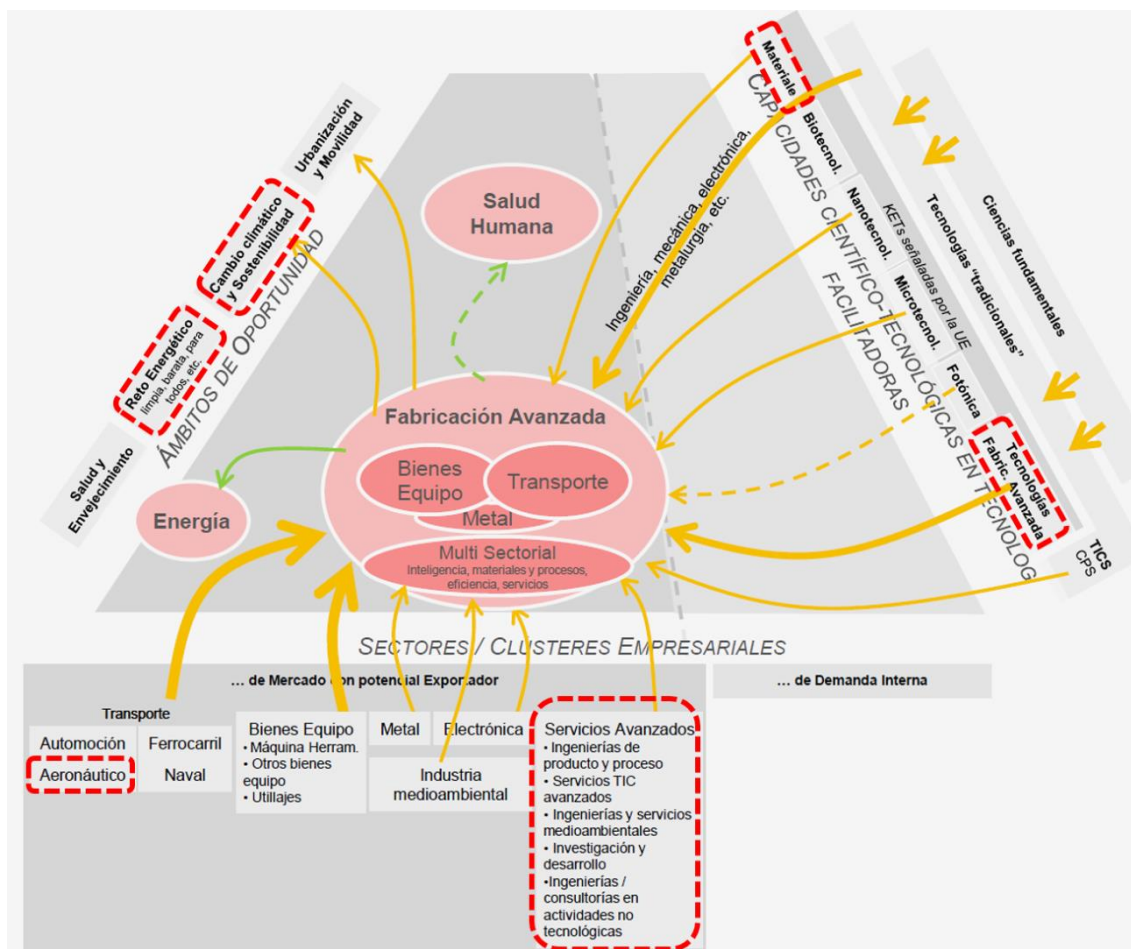 Urbanización
y Movilidad
Cambio climático
y Sostenibilidad
Reto Energético
limpia, barata, para
todos, etc.
Salud y
Envejecimiento
ÁMBITOS DE OPORTUNIDAD
Salud
Humana
Energía
Fabricación Avanzada
Bienes
Equipo
Transporte
Metal
Multi Sectorial
Inteligencia, materiales y procesos,
eficiencia, servicios
Ingeniería, mecánica, electrónica,
metalurgia, etc.
CAPACIDADES CIENTÍFICO-TECNOLÓGICAS EN TECNOLOG
FACILITADORAS
Materiale
Biotecnol.
Nanotecnol.
Microtecnol.
Fotónica
Tecnologías
Fabric. Avanzada
KETs señaladas por la UE
TICS
CPS
Tecnologías “tradicionales”
Ciencias fundamentales
SECTORES / CLUSTERES EMPRESARIALES
... de Mercado con potencial Exportador
... de Demanda Interna
Transporte
Automoción
Ferrocarril
Aeronáutico
Naval
Bienes Equipo
• Máquina Herram.
• Otros bienes
equipo
• Utillajes
Metal
Electrónica
Industria
medioambiental
Servicios Avanzados
• Ingenierías de
producto y proceso
• Servicios TIC
avanzados
• Ingenierías y servicios
medioambientales
• Investigación y
desarrollo
•Ingenierías /
consultorías en
actividades no
tecnológicas